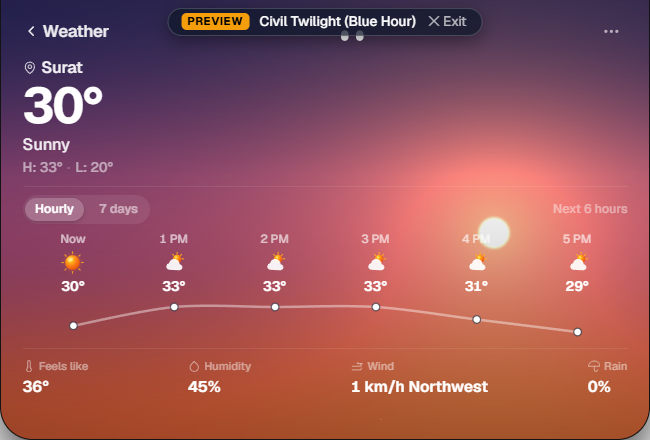 PREVIEW Civil Twilight (Blue Hour) Exit
Weather
Surat
30°
Sunny
H: 33° · L: 20°
Hourly 7 days Next 6 hours
Now 1 PM 2 PM 3 PM 4 PM 5 PM
30° 33° 33° 33° 31° 29°
Feels like Humidity Wind Rain
36° 45% 1 km/h Northwest 0%